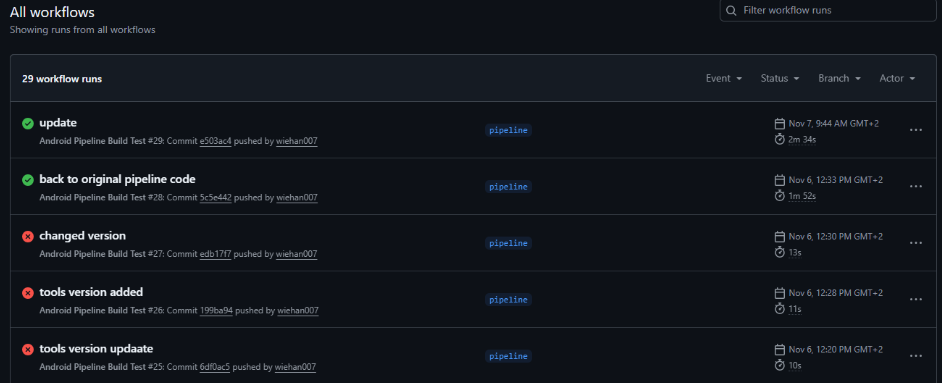 All workflows
Filter workflow runs
Showing runs from all workflows
29 workflow runs
Event
Status
Branch
Actor
update
Android Pipeline Build Test #29: Commit e503ac4 pushed by wiehan007
pipeline
Nov 7, 9:44 AM GMT+2
2m 34s
back to original pipeline code
Android Pipeline Build Test #28: Commit 5c5e442 pushed by wiehan007
pipeline
Nov 6, 12:33 PM GMT+2
1m 52s
changed version
Android Pipeline Build Test #27: Commit edb17f7 pushed by wiehan007
pipeline
Nov 6, 12:30 PM GMT+2
13s
tools version added
Android Pipeline Build Test #26: Commit 199ba94 pushed by wiehan007
pipeline
Nov 6, 12:28 PM GMT+2
11s
tools version updaate
Android Pipeline Build Test #25: Commit 6df0ac5 pushed by wiehan007
pipeline
Nov 6, 12:20 PM GMT+2
10s